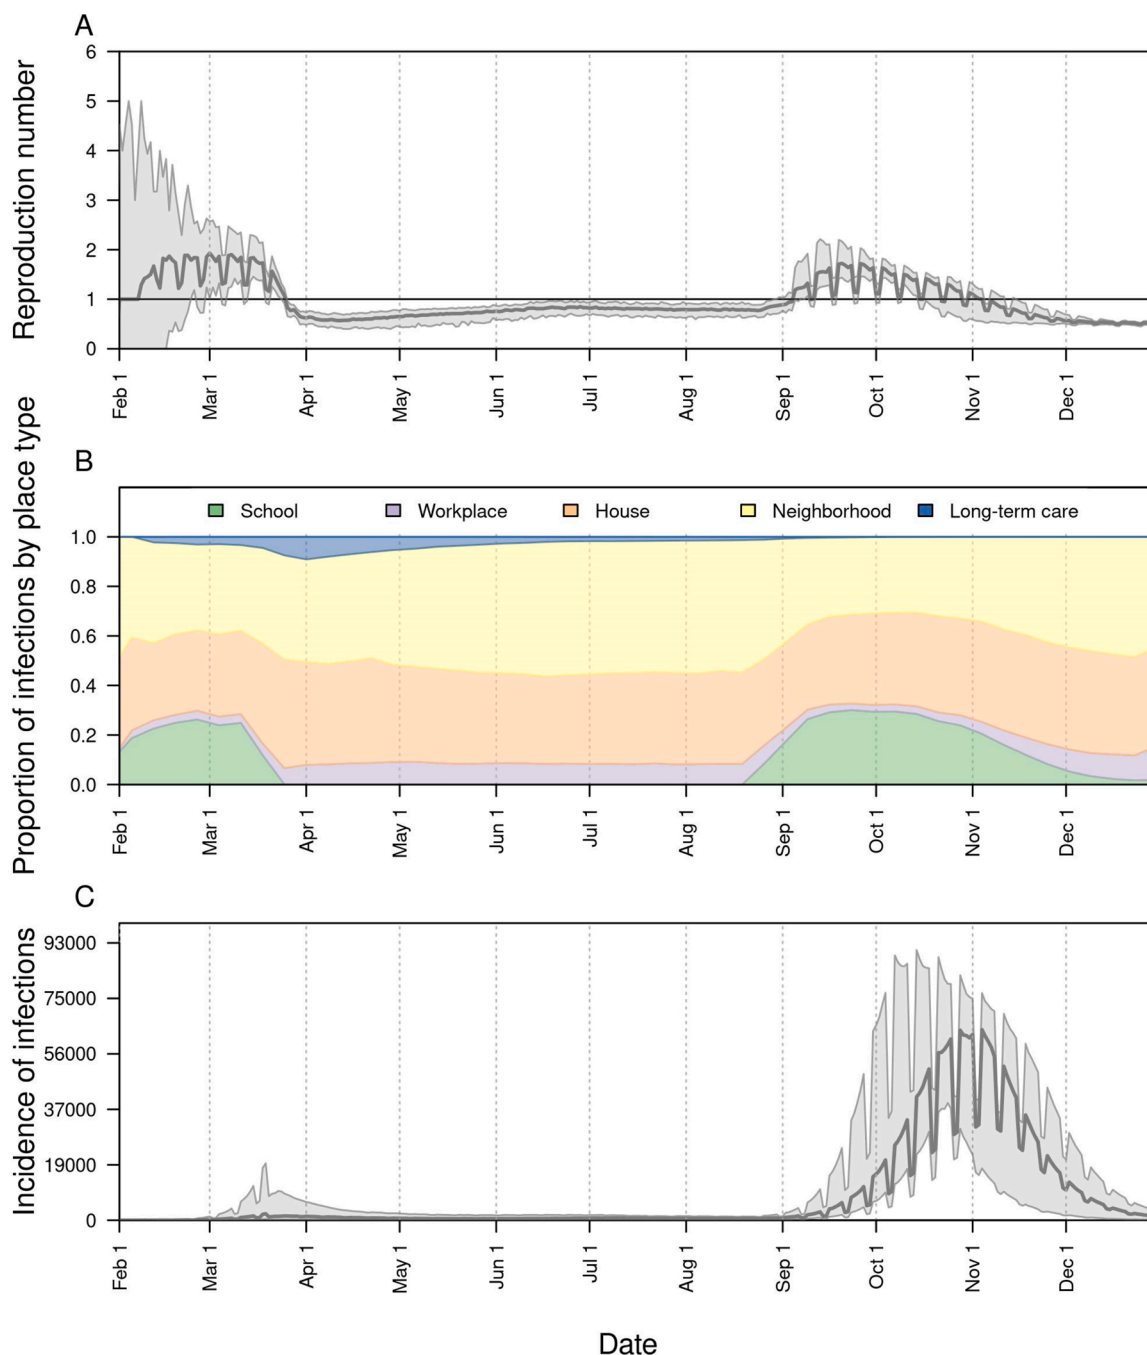 A
Reproduction number
6
5
4
3
2
1
0
Feb 1
Mar 1
Apr 1
May 1
Jun 1
Jul 1
Aug 1
Sep 1
Oct 1
Nov 1
Dec 1
B
Proportion of infections by place type
School
Workplace
House
Neighborhood
Long-term care
1.0
0.8
0.6
0.4
0.2
0.0
Feb 1
Mar 1
Apr 1
May 1
Jun 1
Jul 1
Aug 1
Sep 1
Oct 1
Nov 1
Dec 1
C
Incidence of infections
93000
75000
56000
37000
19000
0
Feb 1
Mar 1
Apr 1
May 1
Jun 1
Jul 1
Aug 1
Sep 1
Oct 1
Nov 1
Dec 1
Date